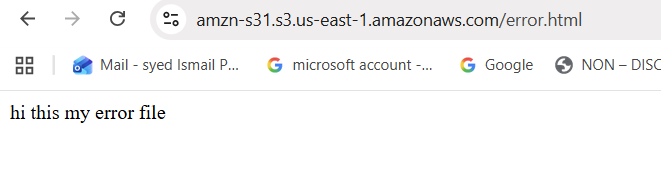 amzn-s31.s3.us-east-1.amazonaws.com/error.html
Mail - syed Ismail P... microsoft account -... Google NON – DISC
hi this my error file